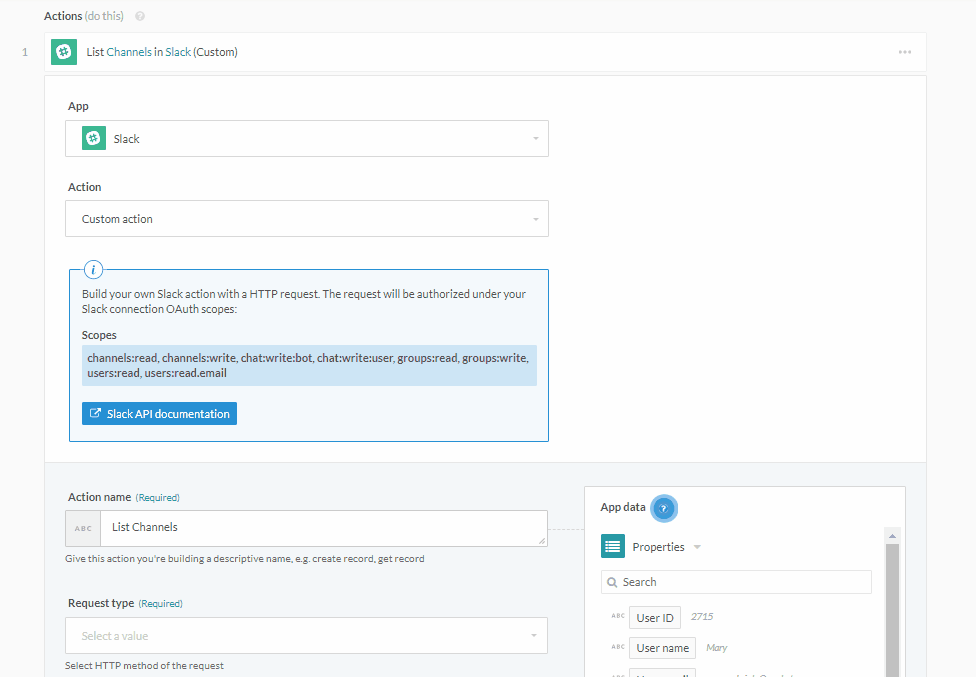 Actions (do this) ?
1 List Channels in Slack (Custom)
App
Slack
Action
Custom action
i
Build your own Slack action with a HTTP request. The request will be authorized under your
Slack connection OAuth scopes:
Scopes
channels:read, channels:write, chat:write:bot, chat:write:user, groups:read, groups:write,
users:read, users:read.email
Slack API documentation
Action name (Required)
ABC List Channels
Give this action you're building a descriptive name, e.g. create record, get record
Request type (Required)
Select a value
Select HTTP method of the request
App data ?
Properties
Search
ABC User ID 2715
ABC User name Mary